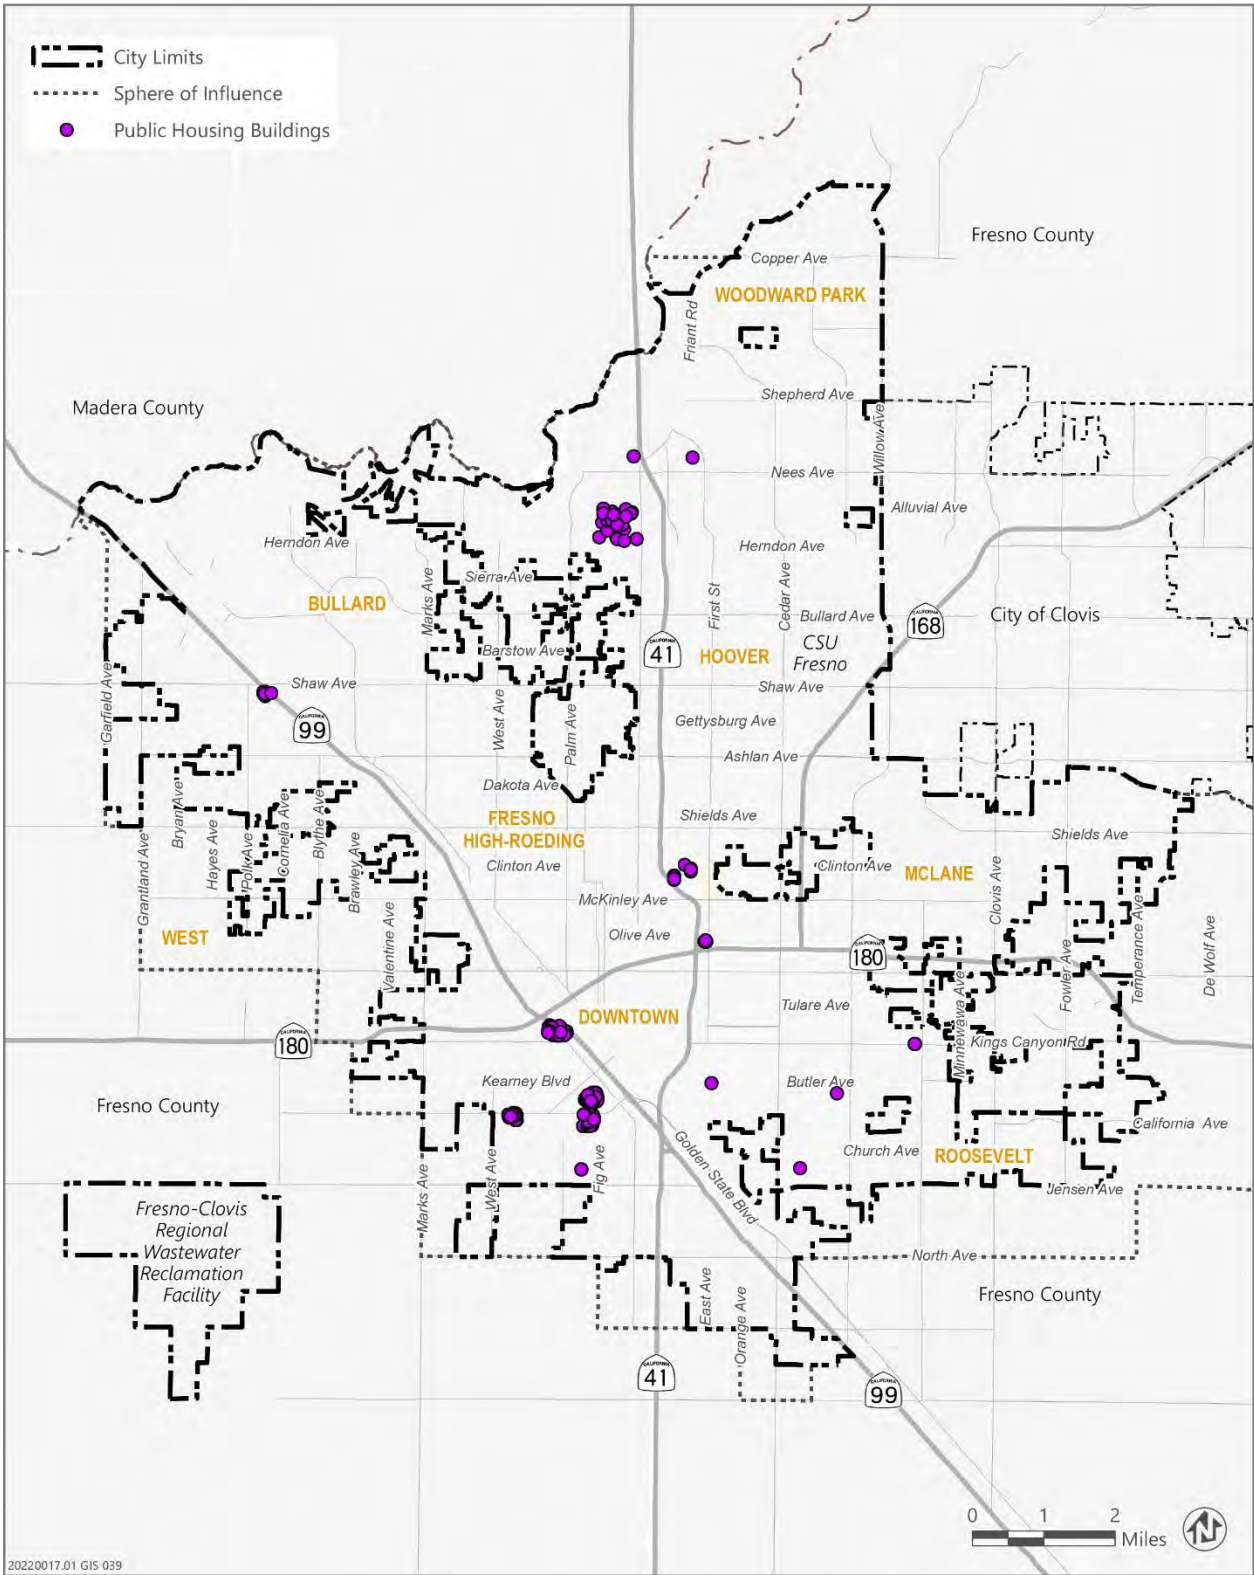 City Limits
Sphere of Influence
Public Housing Buildings
Fresno County
Copper Ave
WOODWARD PARK
Friant Rd
Shepherd Ave
Madera County
Willow Ave
Nees Ave
Alluvial Ave
Herndon Ave
Herndon Ave
Sierra Ave
Marks Ave
BULLARD
First St
Cedar Ave
Bullard Ave
CALIFORNIA
168
City of Clovis
CALIFORNIA
41
HOOVER
CSU
Fresno
Barstow Ave
Garfield Ave
Shaw Ave
Shaw Ave
West Ave
Palm Ave
CALIFORNIA
99
Gettysburg Ave
Ashlan Ave
Dakota Ave
Bryan Ave
Hayes Ave
Polk Ave
Cornelia Ave
Blythe Ave
Brawley Ave
Grantland Ave
FRESNO
HIGH-ROEDING
Shields Ave
Shields Ave
Clinton Ave
Clinton Ave
MCLANE
Clovis Ave
McKinley Ave
WEST
Olive Ave
Valentine Ave
CALIFORNIA
180
Fowler Ave
Temperance Ave
De Wolf Ave
Minnewawa Ave
Tulare Ave
DOWNTOWN
CALIFORNIA
180
Kings Canyon Rd
Kearney Blvd
Butler Ave
Fresno County
California Ave
Church Ave
ROOSEVELT
Golden State Blvd
Fig Ave
West Ave
Marks Ave
Jensen Ave
Fresno-Clovis
Regional
Wastewater
Reclamation
Facility
North Ave
East Ave
Orange Ave
Fresno County
CALIFORNIA
41
CALIFORNIA
99
0 1 2
Miles
N
20220017.01 GIS 039